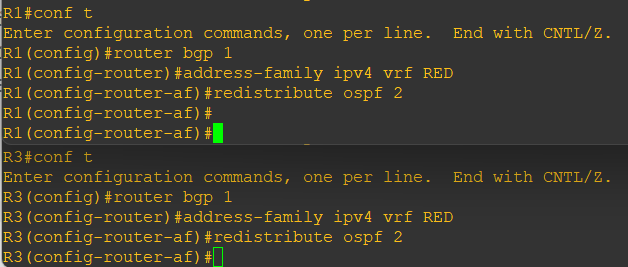 R1#conf t
Enter configuration commands, one per line.  End with CNTL/Z.
R1(config)#router bgp 1
R1(config-router)#address-family ipv4 vrf RED
R1(config-router-af)#redistribute ospf 2
R1(config-router-af)#
R1(config-router-af)#
R3#conf t
Enter configuration commands, one per line.  End with CNTL/Z.
R3(config)#router bgp 1
R3(config-router)#address-family ipv4 vrf RED
R3(config-router-af)#redistribute ospf 2
R3(config-router-af)#